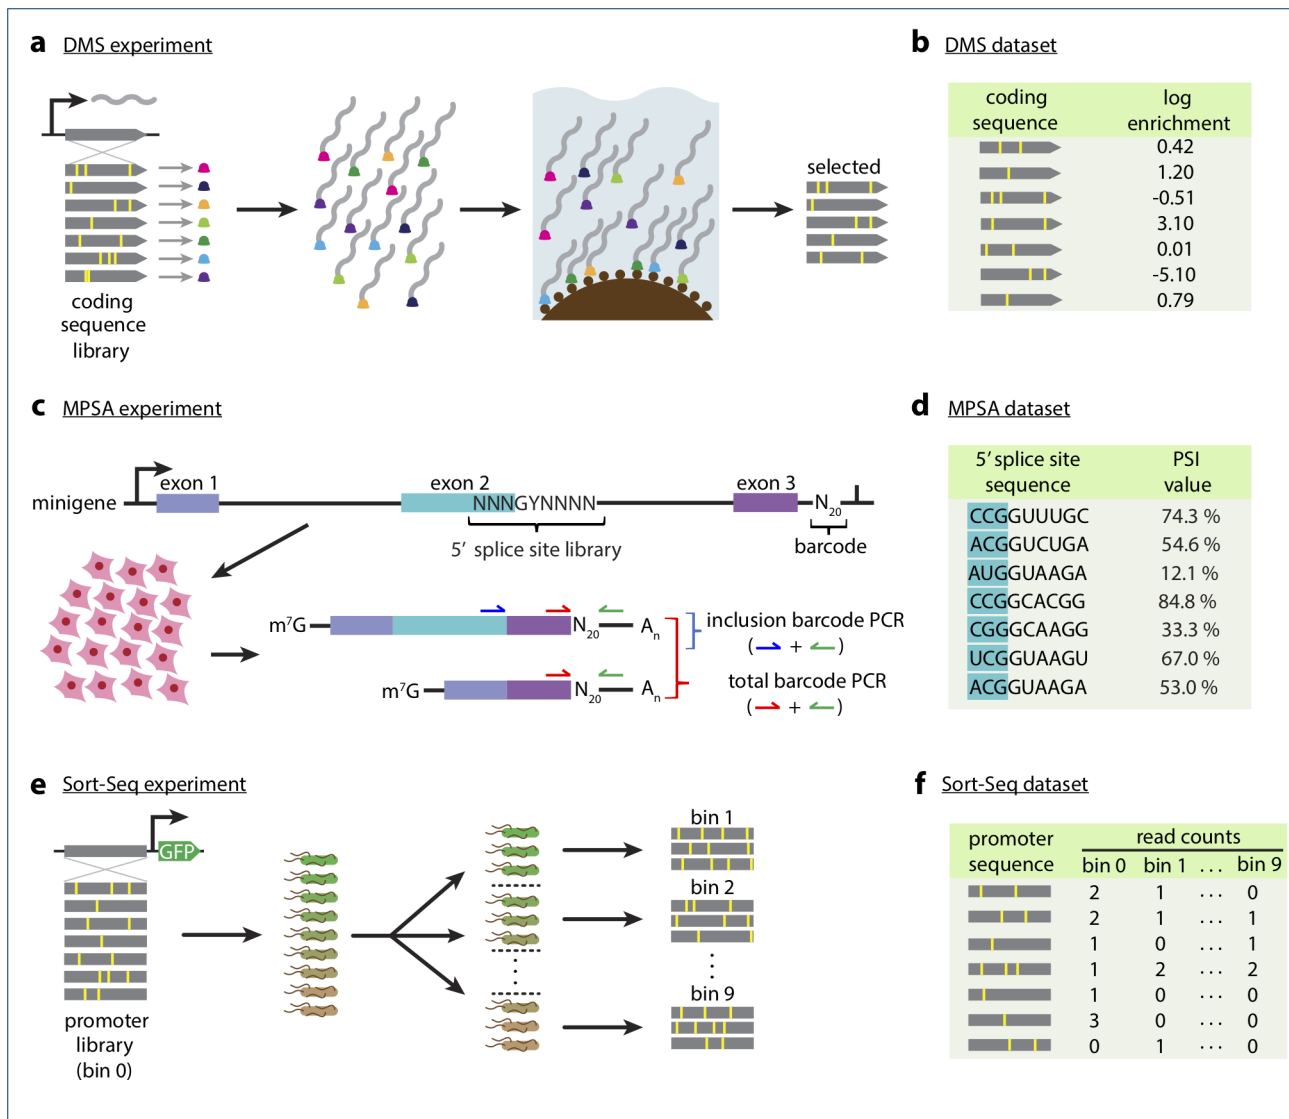 a DMS experiment
coding
sequence
library
selected
b DMS dataset
coding
sequence
log
enrichment
0.42
1.20
-0.51
3.10
0.01
-5.10
0.79
c MPSA experiment
minigene
exon 1
exon 2
NNNGYNNNN
5′ splice site library
exon 3
N20
barcode
m7G
N20
An
inclusion barcode PCR
( + )
m7G
N20
An
total barcode PCR
( + )
d MPSA dataset
5′ splice site
sequence
PSI
value
CCGGUUUGC 74.3 %
ACGGUCUGA 54.6 %
AUGGUAAGA 12.1 %
CCGGCACGG 84.8 %
CGGGCAAGG 33.3 %
UCGGUAAGU 67.0 %
ACGGUAAGA 53.0 %
e Sort-Seq experiment
GFP
promoter
library
(bin 0)
bin 1
bin 2
bin 9
f Sort-Seq dataset
promoter
sequence
read counts
bin 0 bin 1 ... bin 9
2 1 ... 0
2 1 ... 1
1 0 ... 1
1 2 ... 2
1 0 ... 0
3 0 ... 0
0 1 ... 0